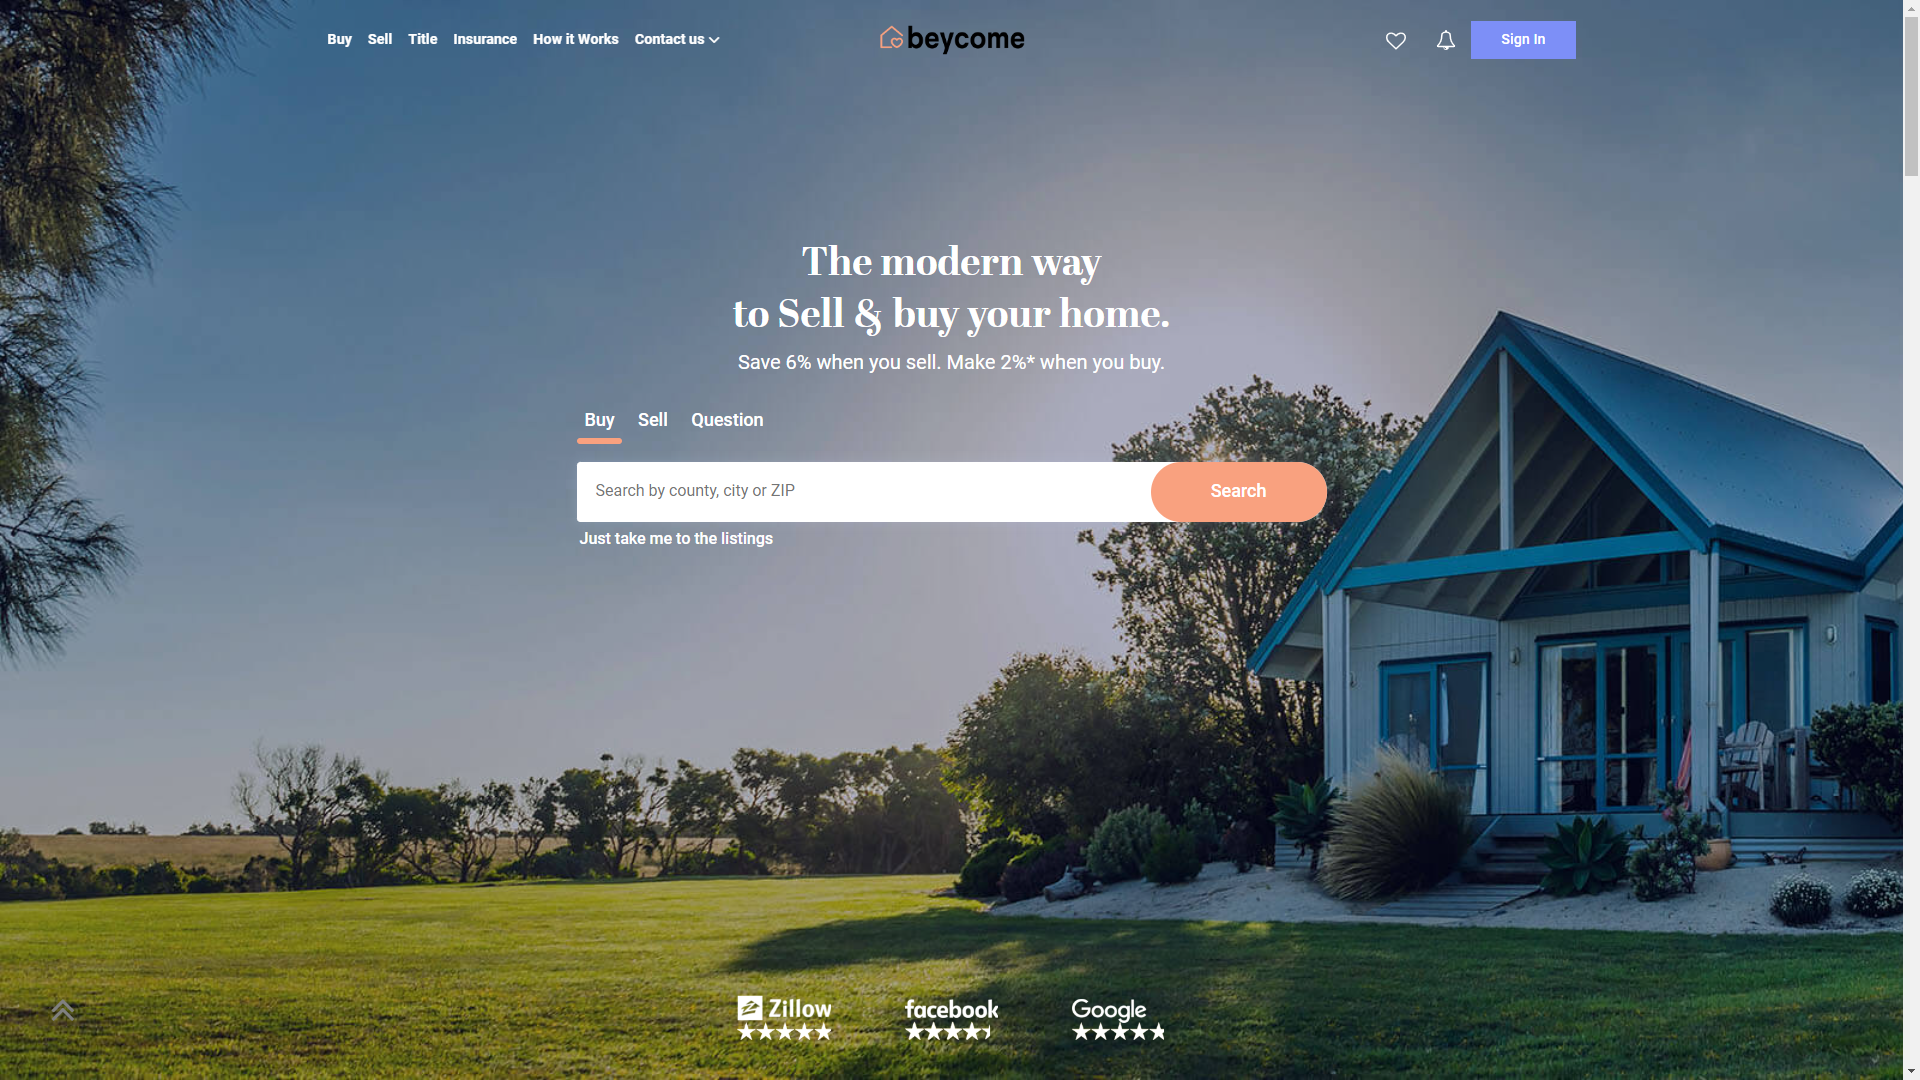 Buy Sell Title Insurance How it Works Contact us
beycome
Sign In
The modern way
to Sell & buy your home.
Save 6% when you sell. Make 2%* when you buy.
Buy Sell Question
Search by county, city or ZIP
Search
Just take me to the listings
Zillow facebook Google